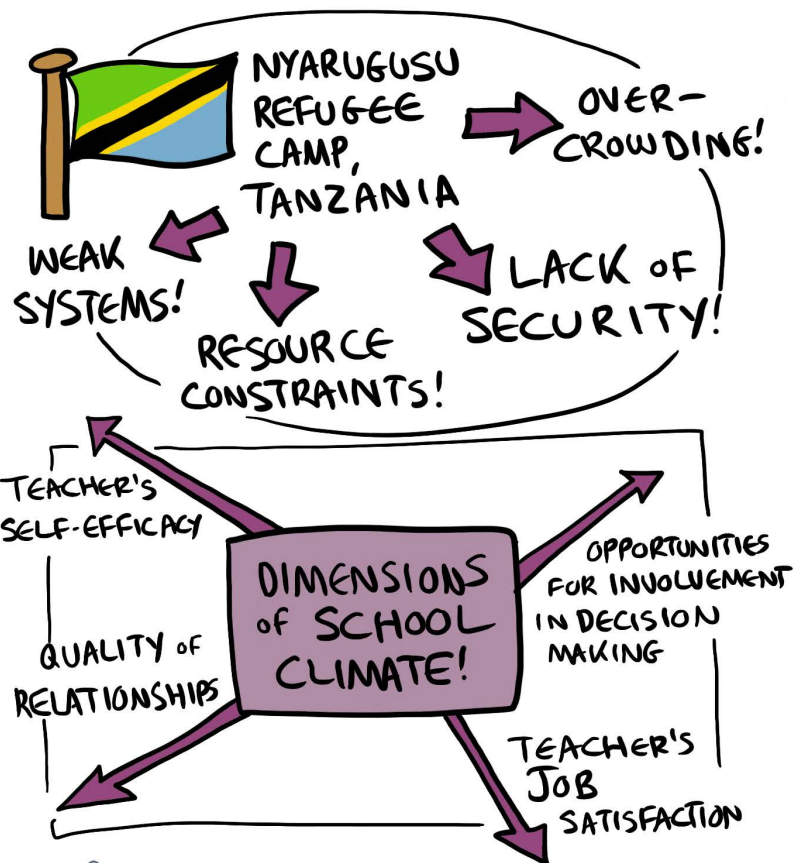 NYARUGUSU
REFUGEE
CAMP,
TANZANIA
OVER-
CROWDING!
WEAK
SYSTEMS!
RESOURCE
CONSTRAINTS!
LACK OF
SECURITY!
TEACHER'S
SELF-EFFICACY
DIMENSIONS
OF SCHOOL
CLIMATE!
OPPORTUNITIES
FOR INVOLVEMENT
IN DECISION
MAKING
QUALITY OF
RELATIONSHIPS
TEACHER'S
JOB
SATISFACTION